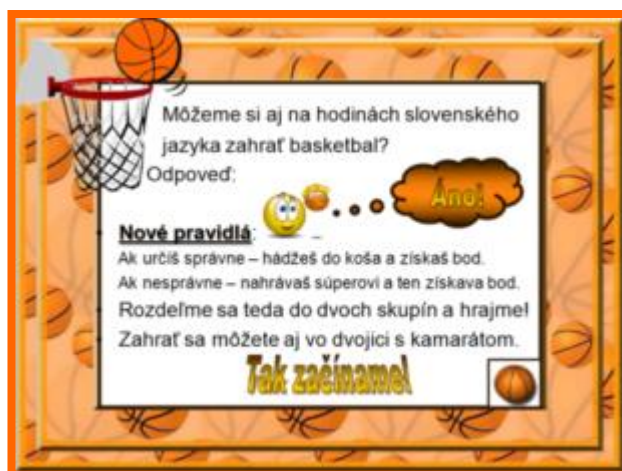 Môžeme si aj na hodinách slovenského
jazyka zahrať basketbal?
Odpoveď:
Áno!
Nové pravidlá:
Ak určíš správne – hádžeš do koša a získaš bod.
Ak nesprávne – nahrávaš súperovi a ten získava bod.
Rozdeľme sa teda do dvoch skupín a hrajme!
Zahrať sa môžete aj vo dvojici s kamarátom.
Tak začíname!